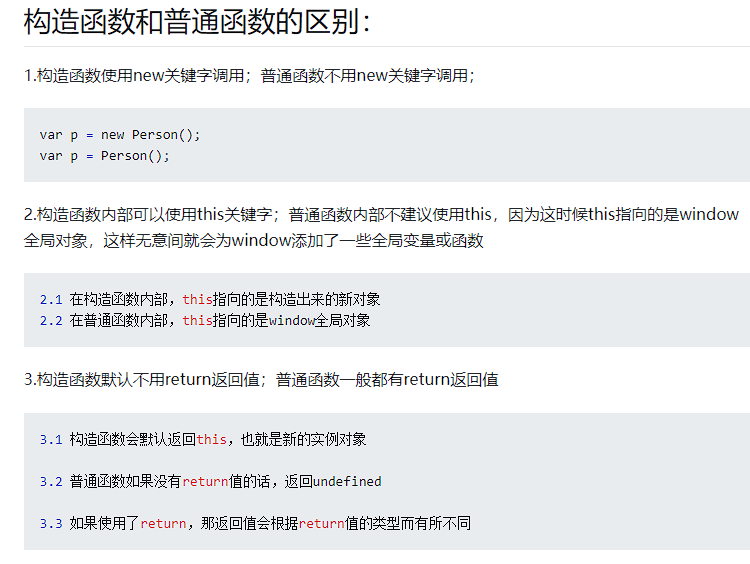 构造函数和普通函数的区别：
1.构造函数使用new关键字调用；普通函数不用new关键字调用；
var p = new Person();
var p = Person();
2.构造函数内部可以使用this关键字；普通函数内部不建议使用this，因为这时候this指向的是window
全局对象，这样无意间就会为window添加了一些全局变量或函数
2.1 在构造函数内部，this指向的是构造出来的新对象
2.2 在普通函数内部，this指向的是window全局对象
3.构造函数默认不用return返回值；普通函数一般都有return返回值
3.1 构造函数会默认返回this，也就是新的实例对象
3.2 普通函数如果没有return值的话，返回undefined
3.3 如果使用了return，那返回值会根据return值的类型而有所不同